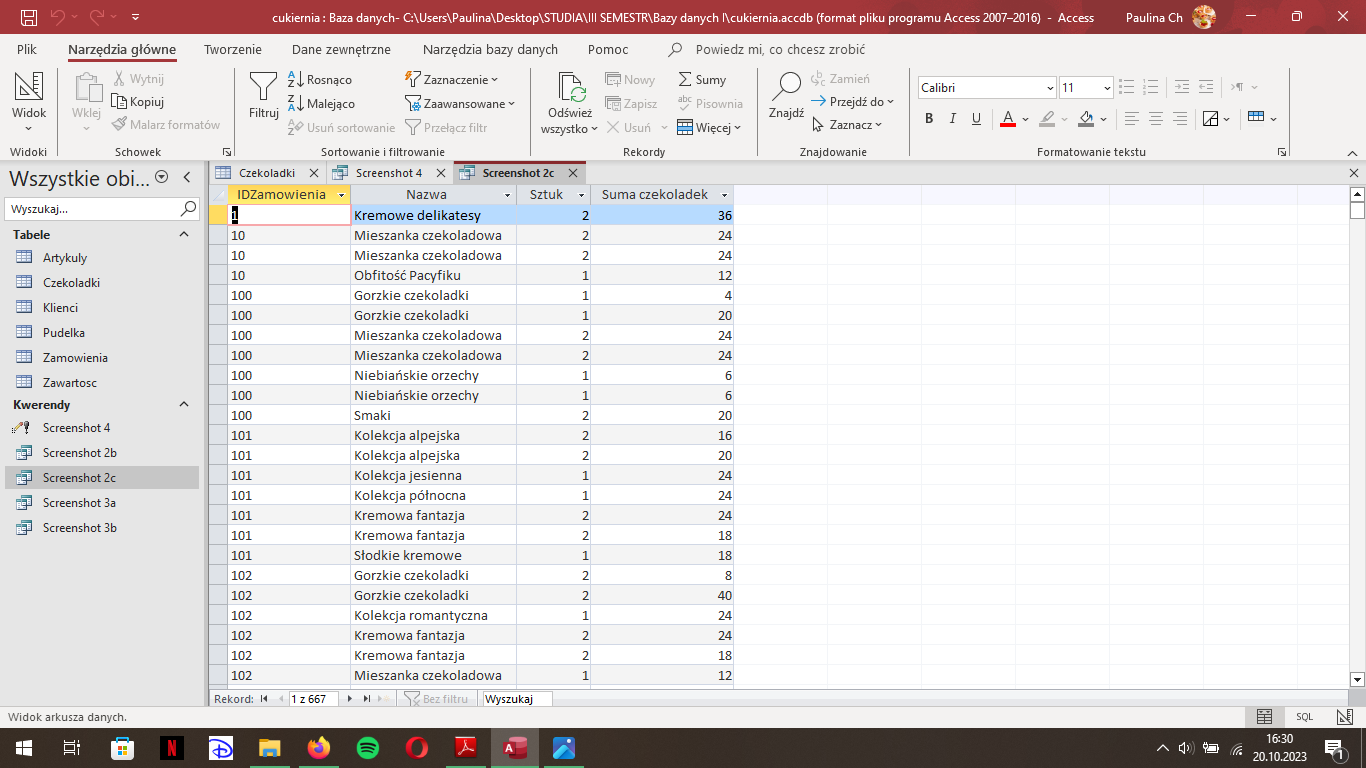 cukiernia : Baza danych- C:\Users\Paulina\Desktop\STUDIA\III SEMESTR\Bazy danych I\cukiernia.accdb (format pliku programu Access 2007–2016) - Access Paulina Ch
Plik Narzędzia główne Tworzenie Dane zewnętrzne Narzędzia bazy danych Pomoc Powiedz mi, co chcesz zrobić
Widok
Widoki
Wklej
Wytnij
Kopiuj
Malarz formatów
Schowek
Filtruj
Rosnąco
Malejąco
Usuń sortowanie
Zaznaczenie
Zaawansowane
Przełącz filtr
Sortowanie i filtrowanie
Odśwież
wszystko
Nowy
Zapisz
Usuń
Sumy
Pisownia
Więcej
Rekordy
Znajdź
Zamień
Przejdź do
Zaznacz
Znajdowanie
Calibri 11
B I U A
Formatowanie tekstu
Wszystkie obi...
Wyszukaj...
Tabele
Artykuly
Czekoladki
Klienci
Pudelka
Zamowienia
Zawartosc
Kwerendy
Screenshot 4
Screenshot 2b
Screenshot 2c
Screenshot 3a
Screenshot 3b
Czekoladki Screenshot 4 Screenshot 2c
IDZamowienia Nazwa Sztuk Suma czekoladek
1 Kremowe delikatesy 2 36
10 Mieszanka czekoladowa 2 24
10 Mieszanka czekoladowa 2 24
10 Obfitość Pacyfiku 1 12
100 Gorzkie czekoladki 1 4
100 Gorzkie czekoladki 1 20
100 Mieszanka czekoladowa 2 24
100 Mieszanka czekoladowa 2 24
100 Niebiańskie orzechy 1 6
100 Niebiańskie orzechy 1 6
100 Smaki 2 20
101 Kolekcja alpejska 2 16
101 Kolekcja alpejska 2 20
101 Kolekcja jesienna 1 24
101 Kolekcja północna 1 24
101 Kremowa fantazja 2 24
101 Kremowa fantazja 2 18
101 Słodkie kremowe 1 18
102 Gorzkie czekoladki 2 8
102 Gorzkie czekoladki 2 40
102 Kolekcja romantyczna 1 24
102 Kremowa fantazja 2 24
102 Kremowa fantazja 2 18
102 Mieszanka czekoladowa 1 12
Rekord: 1 z 667 Bez filtru Wyszukaj
Widok arkusza danych. SQL
16:30
20.10.2023
1